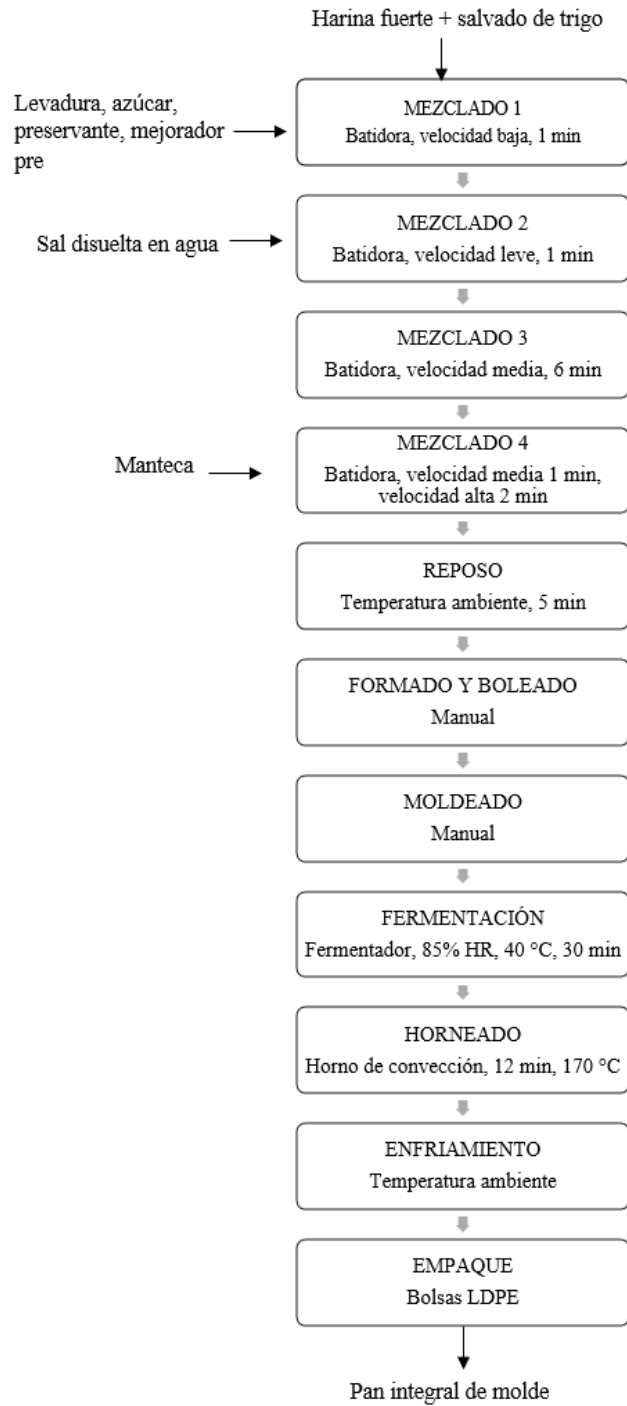 Harina fuerte + salvado de trigo
Levadura, azúcar,
preservante, mejorador
pre
MEZCLADO 1
Batidora, velocidad baja, 1 min
Sal disuelta en agua
MEZCLADO 2
Batidora, velocidad leve, 1 min
MEZCLADO 3
Batidora, velocidad media, 6 min
Manteca
MEZCLADO 4
Batidora, velocidad media 1 min,
velocidad alta 2 min
REPOSO
Temperatura ambiente, 5 min
FORMADO Y BOLEADO
Manual
MOLDEADO
Manual
FERMENTACIÓN
Fermentador, 85% HR, 40 °C, 30 min
HORNEADO
Horno de convección, 12 min, 170 °C
ENFRIAMIENTO
Temperatura ambiente
EMPAQUE
Bolsas LDPE
Pan integral de molde